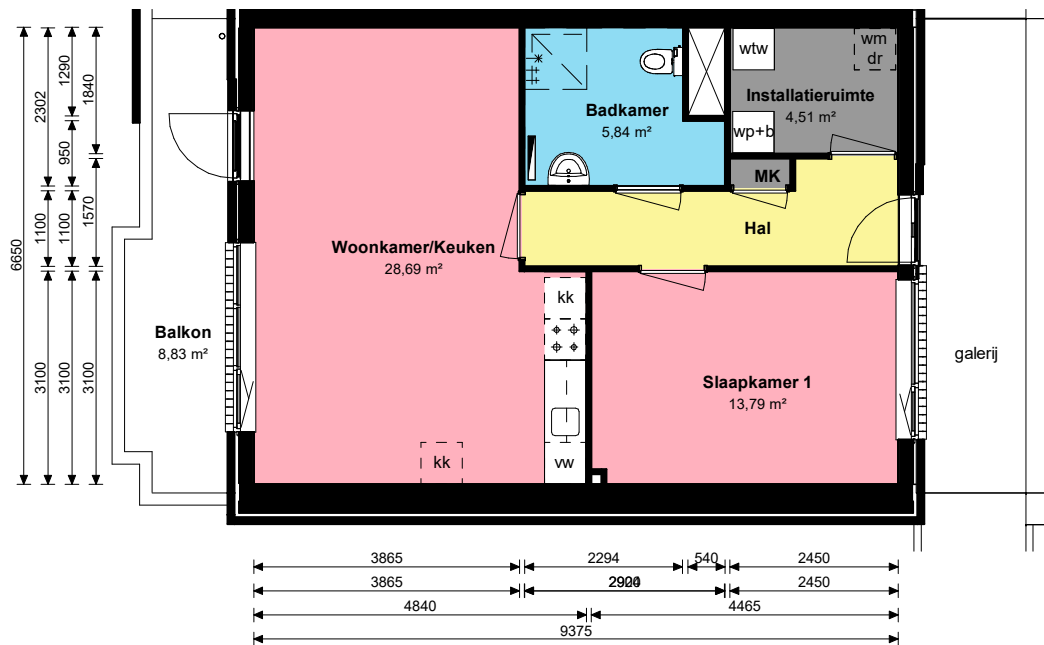 wtw
wm
dr
Installatieruimte
4,51 m²
wp+b
Badkamer
5,84 m²
MK
Hal
Woonkamer/Keuken
28,69 m²
kk
Balkon
8,83 m²
Slaapkamer 1
13,79 m²
galerij
kk
vw
6650
2302
1100
3100
1290
950
1100
3100
1840
1570
3100
3865
2294
540
2450
3865
2450
4840
4465
9375